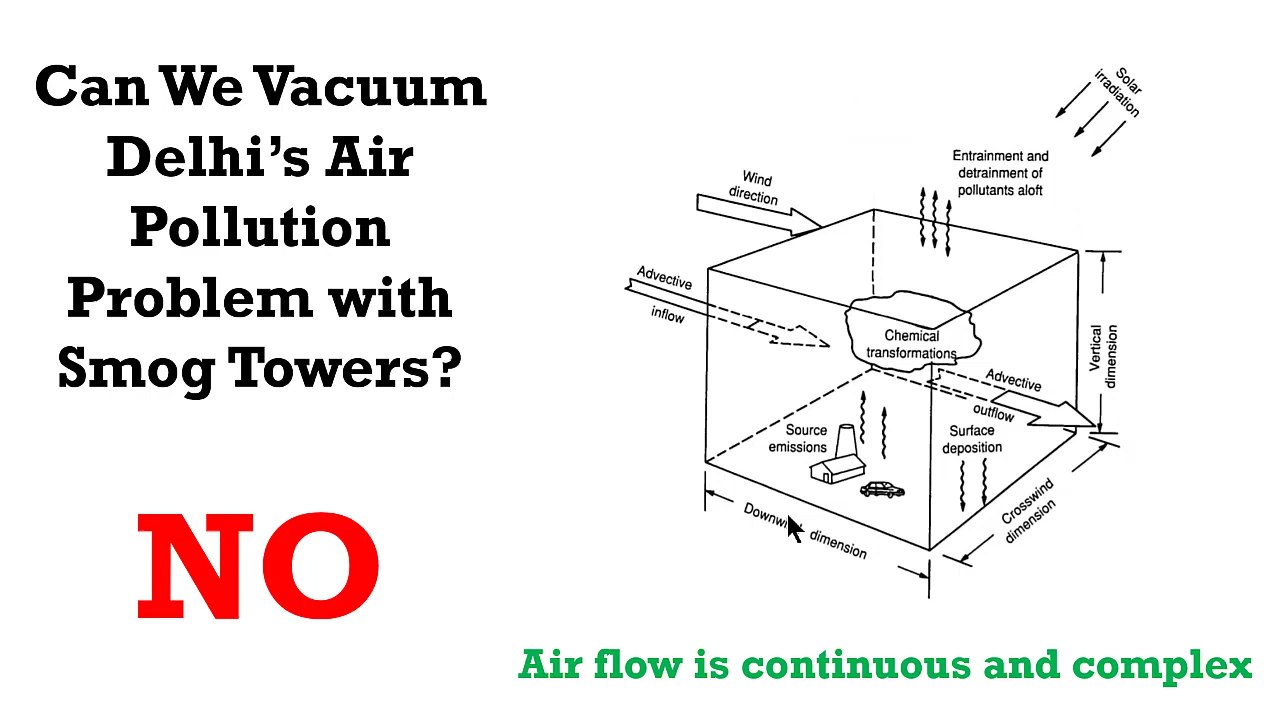 Can We Vacuum
Delhi’s Air
Pollution
Problem with
Smog Towers?
NO
Solar
irradiation
Entrainment and
detrainment of
pollutants aloft
Wind
direction
Advective
inflow
Chemical
transformations
Vertical
dimension
Advective
outflow
Source
emissions
Surface
deposition
Crosswind
dimension
dimension
Air flow is continuous and complex